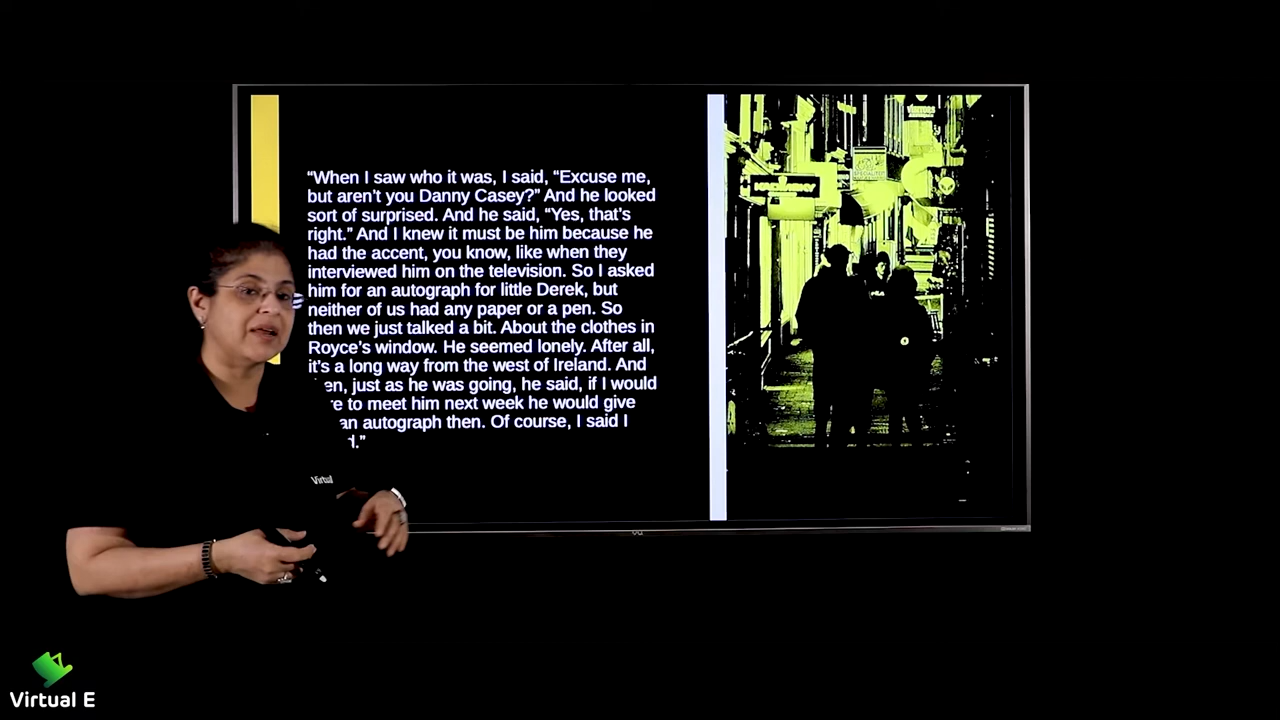 “When I saw who it was, I said, “Excuse me,
but aren’t you Danny Casey?” And he looked
sort of surprised. And he said, “Yes, that’s
right.” And I knew it must be him because he
had the accent, you know, like when they
interviewed him on the television. So I asked
him for an autograph for little Derek, but
neither of us had any paper or a pen. So
then we just talked a bit. About the clothes in
Royce’s window. He seemed lonely. After all,
it’s a long way from the west of Ireland. And
just as he was going, he said, if I would
to meet him next week he would give
an autograph then. Of course, I said I
Virtual
Virtual E